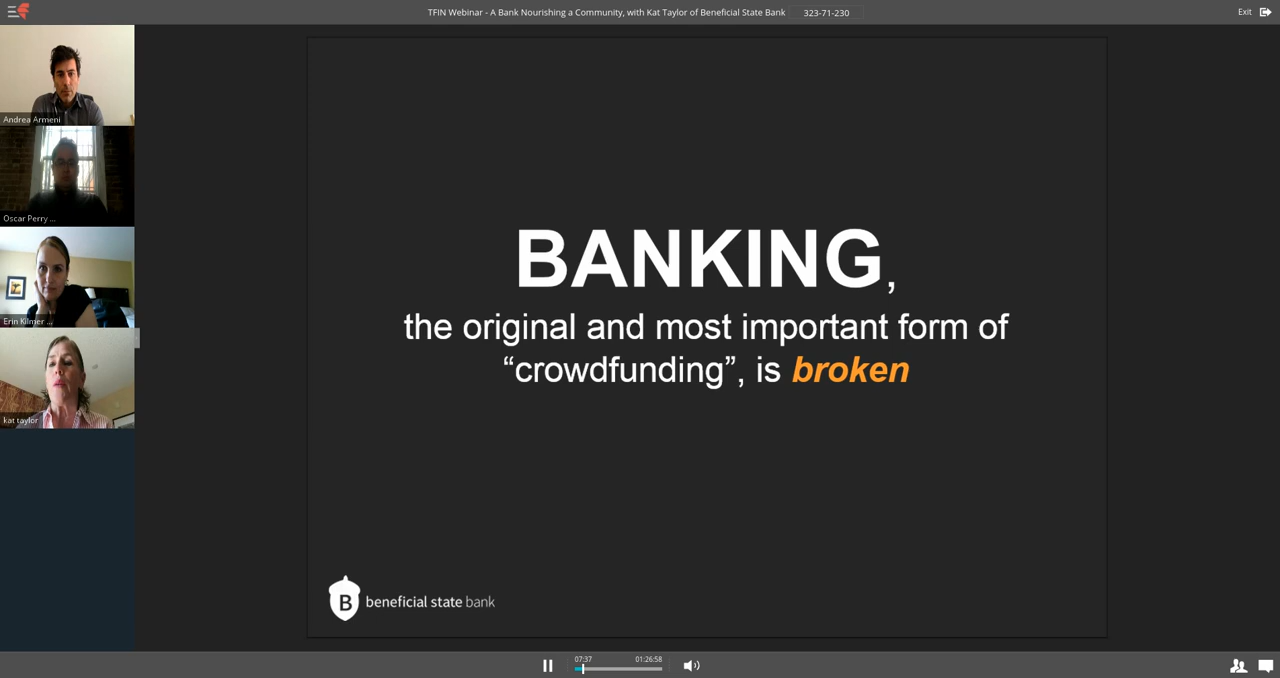 TFIN Webinar - A Bank Nourishing a Community, with Kat Taylor of Beneficial State Bank
323-71-230
Exit
Andrea Armeni
Oscar Perry ...
Erin Kilmer ...
kat taylor
BANKING,
the original and most important form of
“crowdfunding”, is broken
B
beneficial state bank
07:37
01:26:58